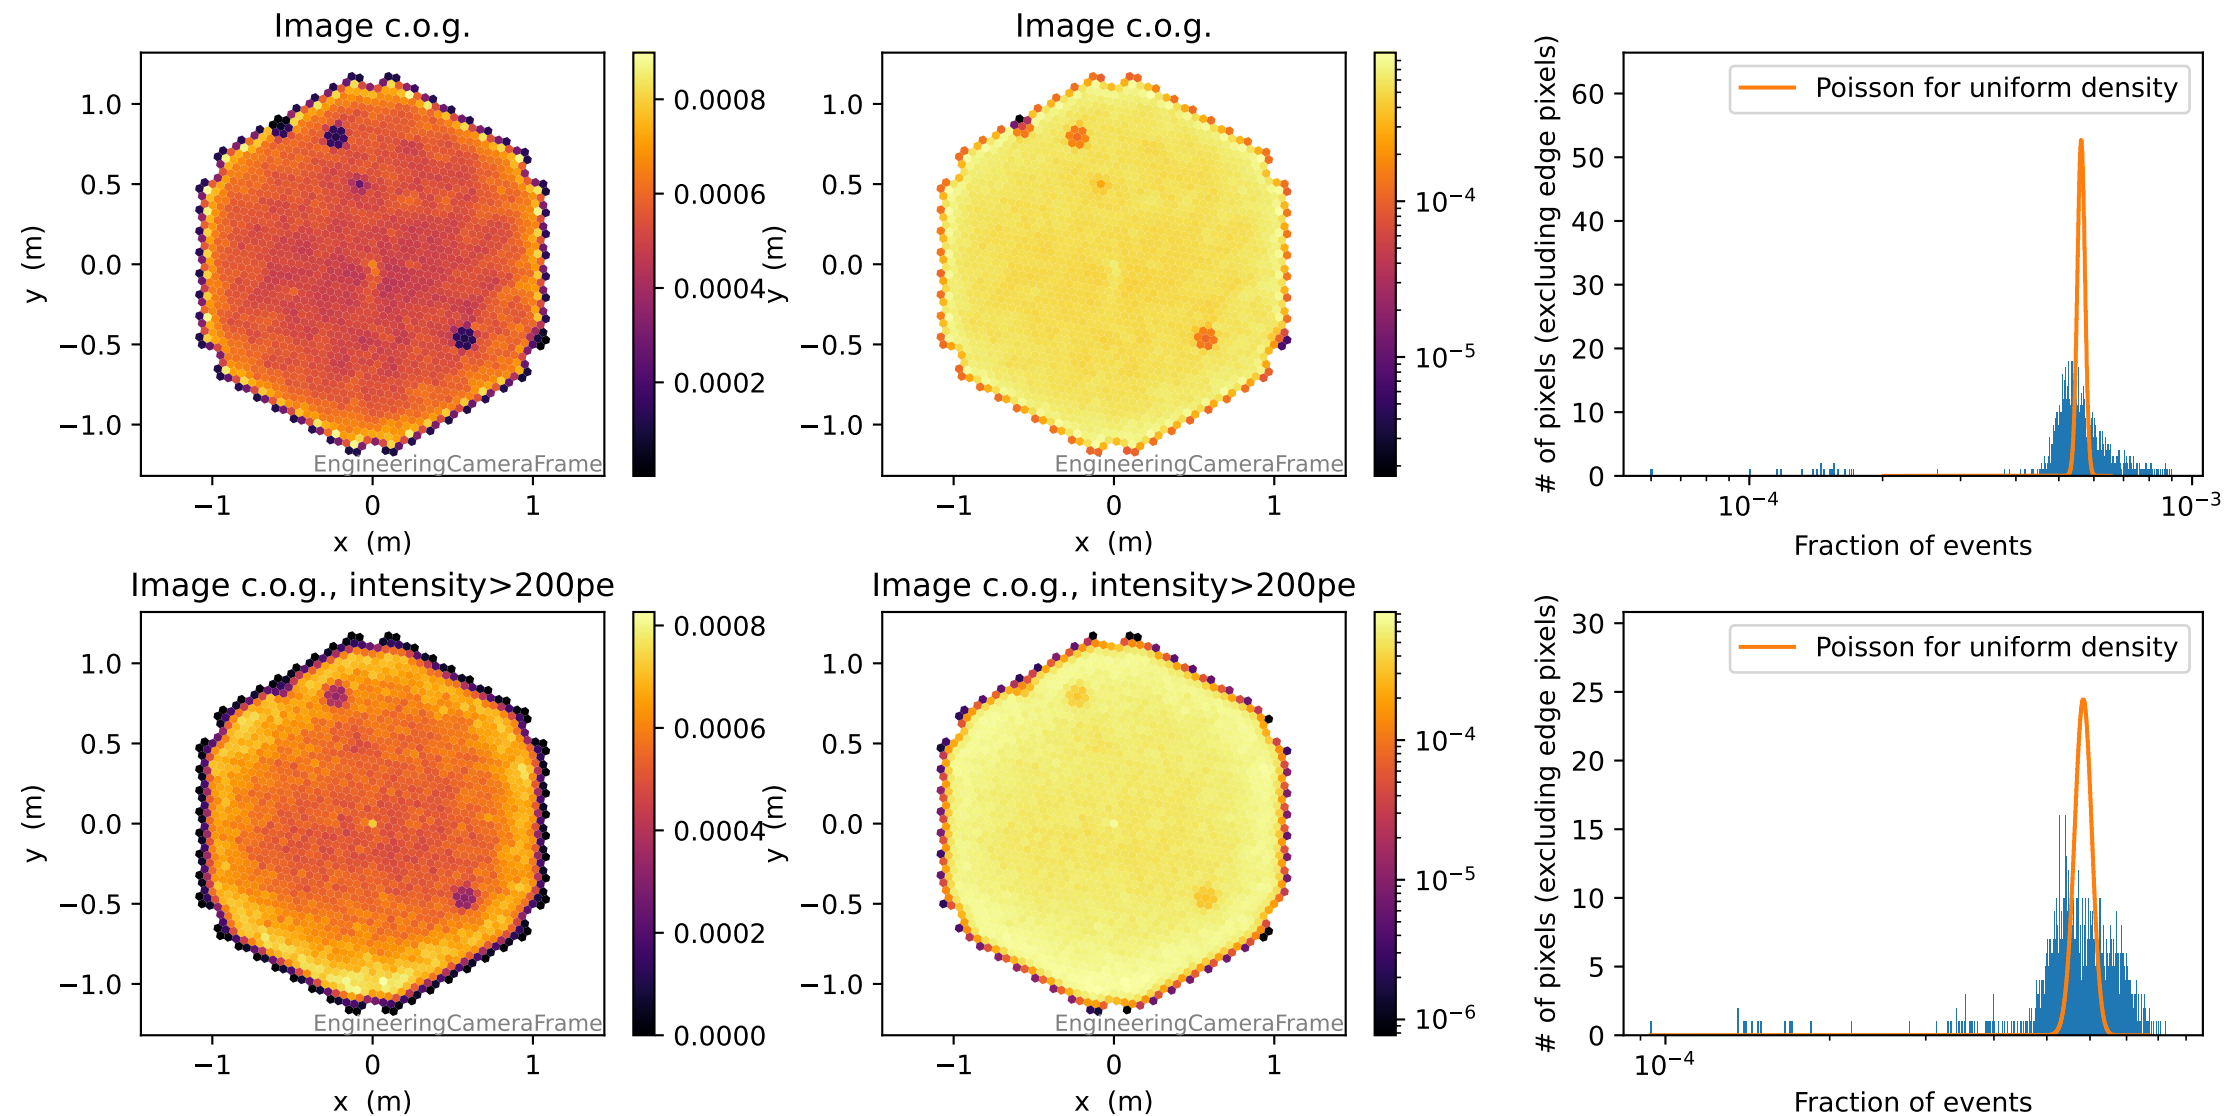 Image c.o.g.
1.0
0.5
0.0
−0.5
−1.0
y (m)
−1
0
1
x (m)
EngineeringCameraFrame
0.0008
0.0006
0.0004
0.0002
Image c.o.g.
1.0
0.5
0.0
−0.5
−1.0
y (m)
−1
0
1
x (m)
EngineeringCameraFrame
10−4
10−5
# of pixels (excluding edge pixels)
60
50
40
30
20
10
0
Poisson for uniform density
10−4
10−3
Fraction of events
Image c.o.g., intensity>200pe
1.0
0.5
0.0
−0.5
−1.0
y (m)
−1
0
1
x (m)
EngineeringCameraFrame
0.0008
0.0006
0.0004
0.0002
0.0000
Image c.o.g., intensity>200pe
1.0
0.5
0.0
−0.5
−1.0
y (m)
−1
0
1
x (m)
EngineeringCameraFrame
10−4
10−5
10−6
# of pixels (excluding edge pixels)
30
25
20
15
10
5
0
Poisson for uniform density
10−4
Fraction of events